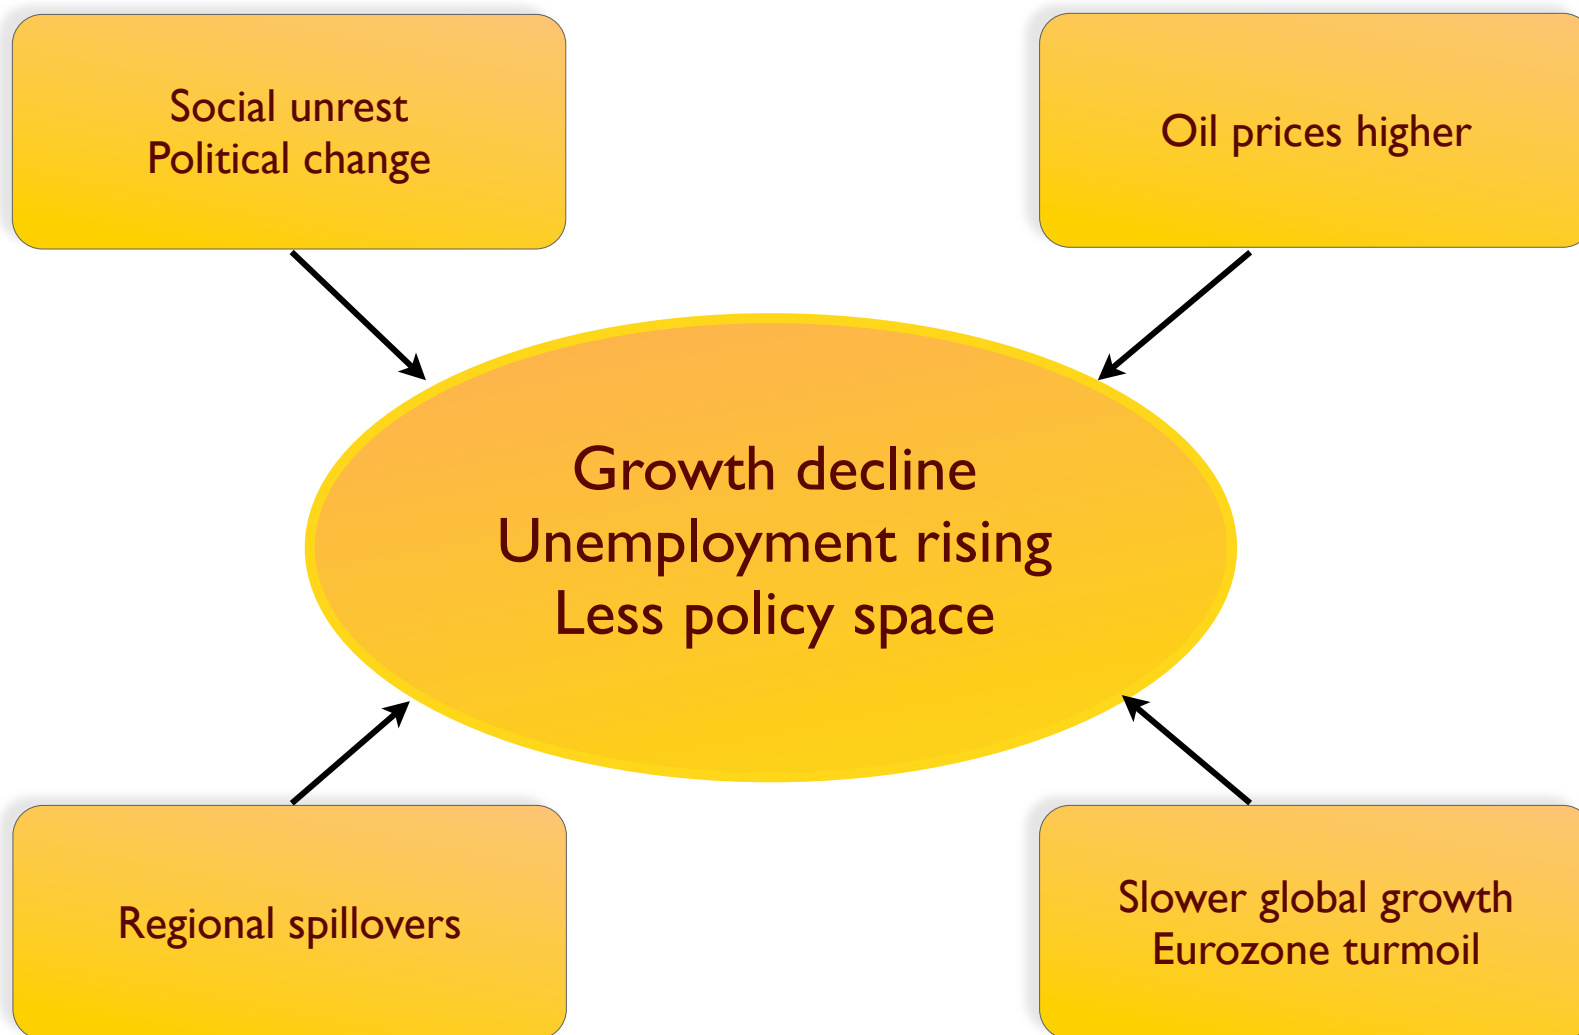 Social unrest
Political change
Oil prices higher
Growth decline
Unemployment rising
Less policy space
Regional spillovers
Slower global growth
Eurozone turmoil